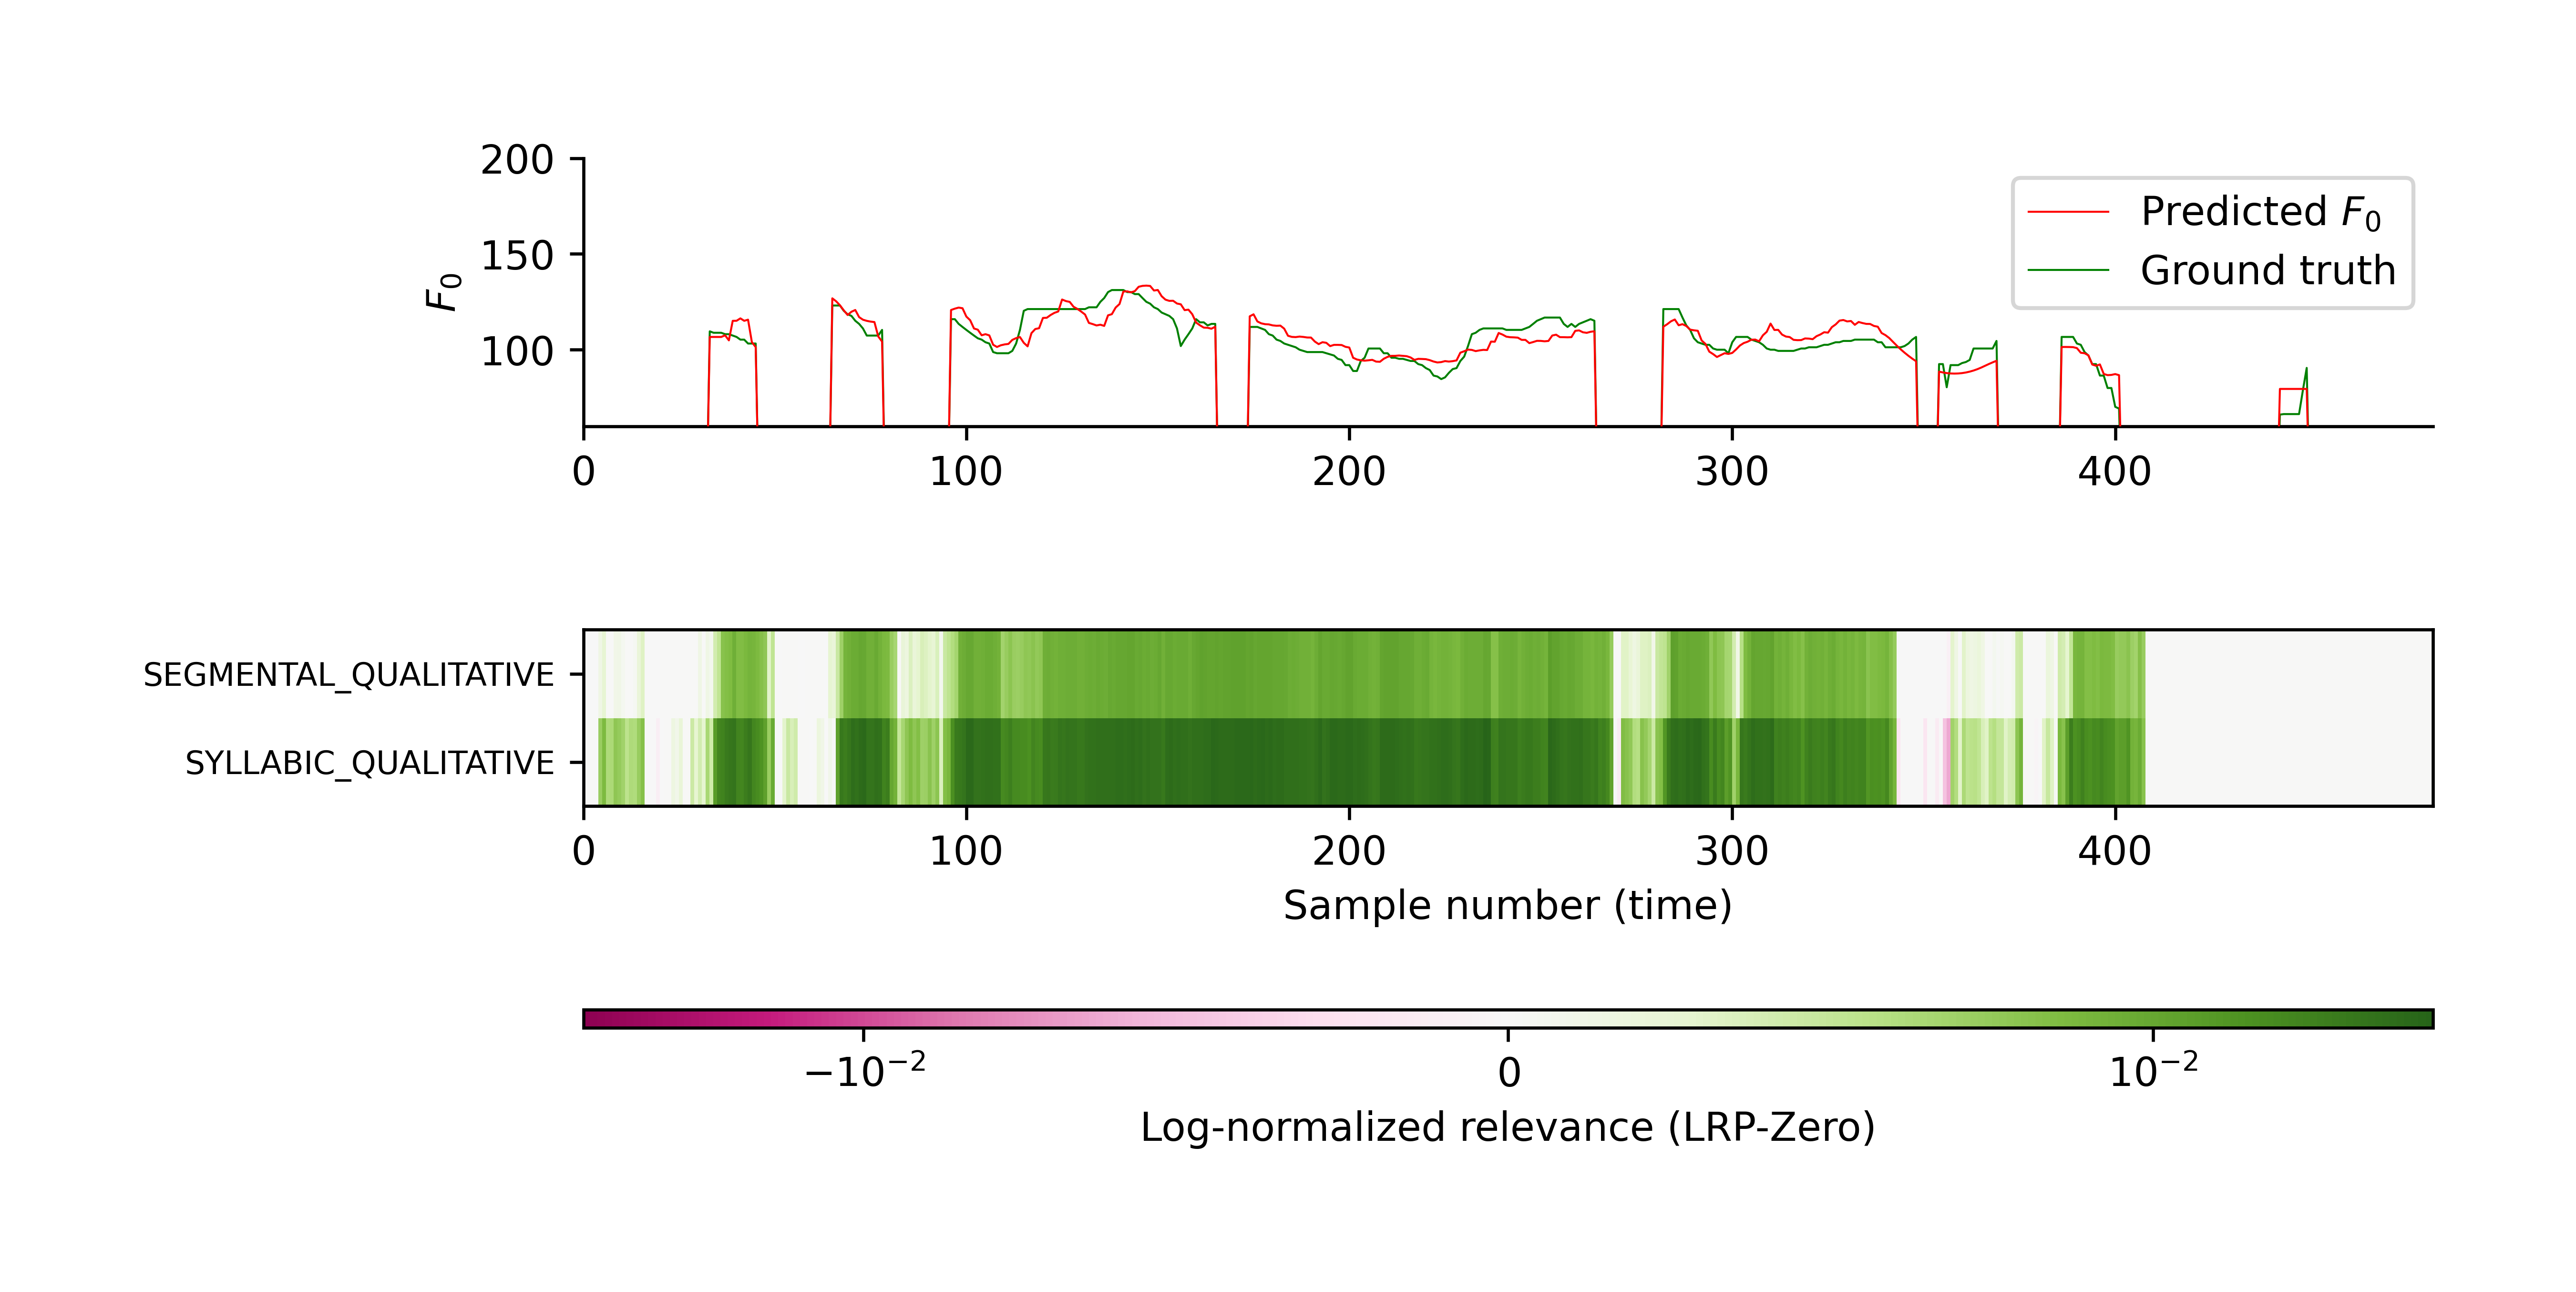 200
150
100
F₀
Predicted F₀
Ground truth
0 100 200 300 400
SEGMENTAL_QUALITATIVE
SYLLABIC_QUALITATIVE
0 100 200 300 400
Sample number (time)
−10⁻² 0 10⁻²
Log-normalized relevance (LRP-Zero)